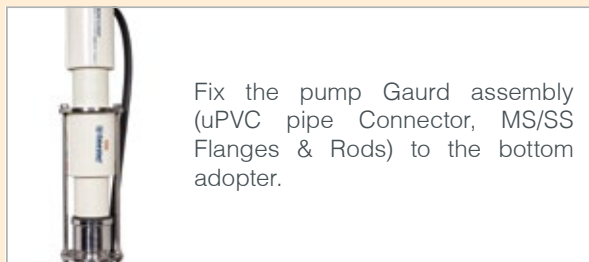 Fix the pump Gaurd assembly
(uPVC pipe Connector, MS/SS
Flanges & Rods) to the bottom
adopter.